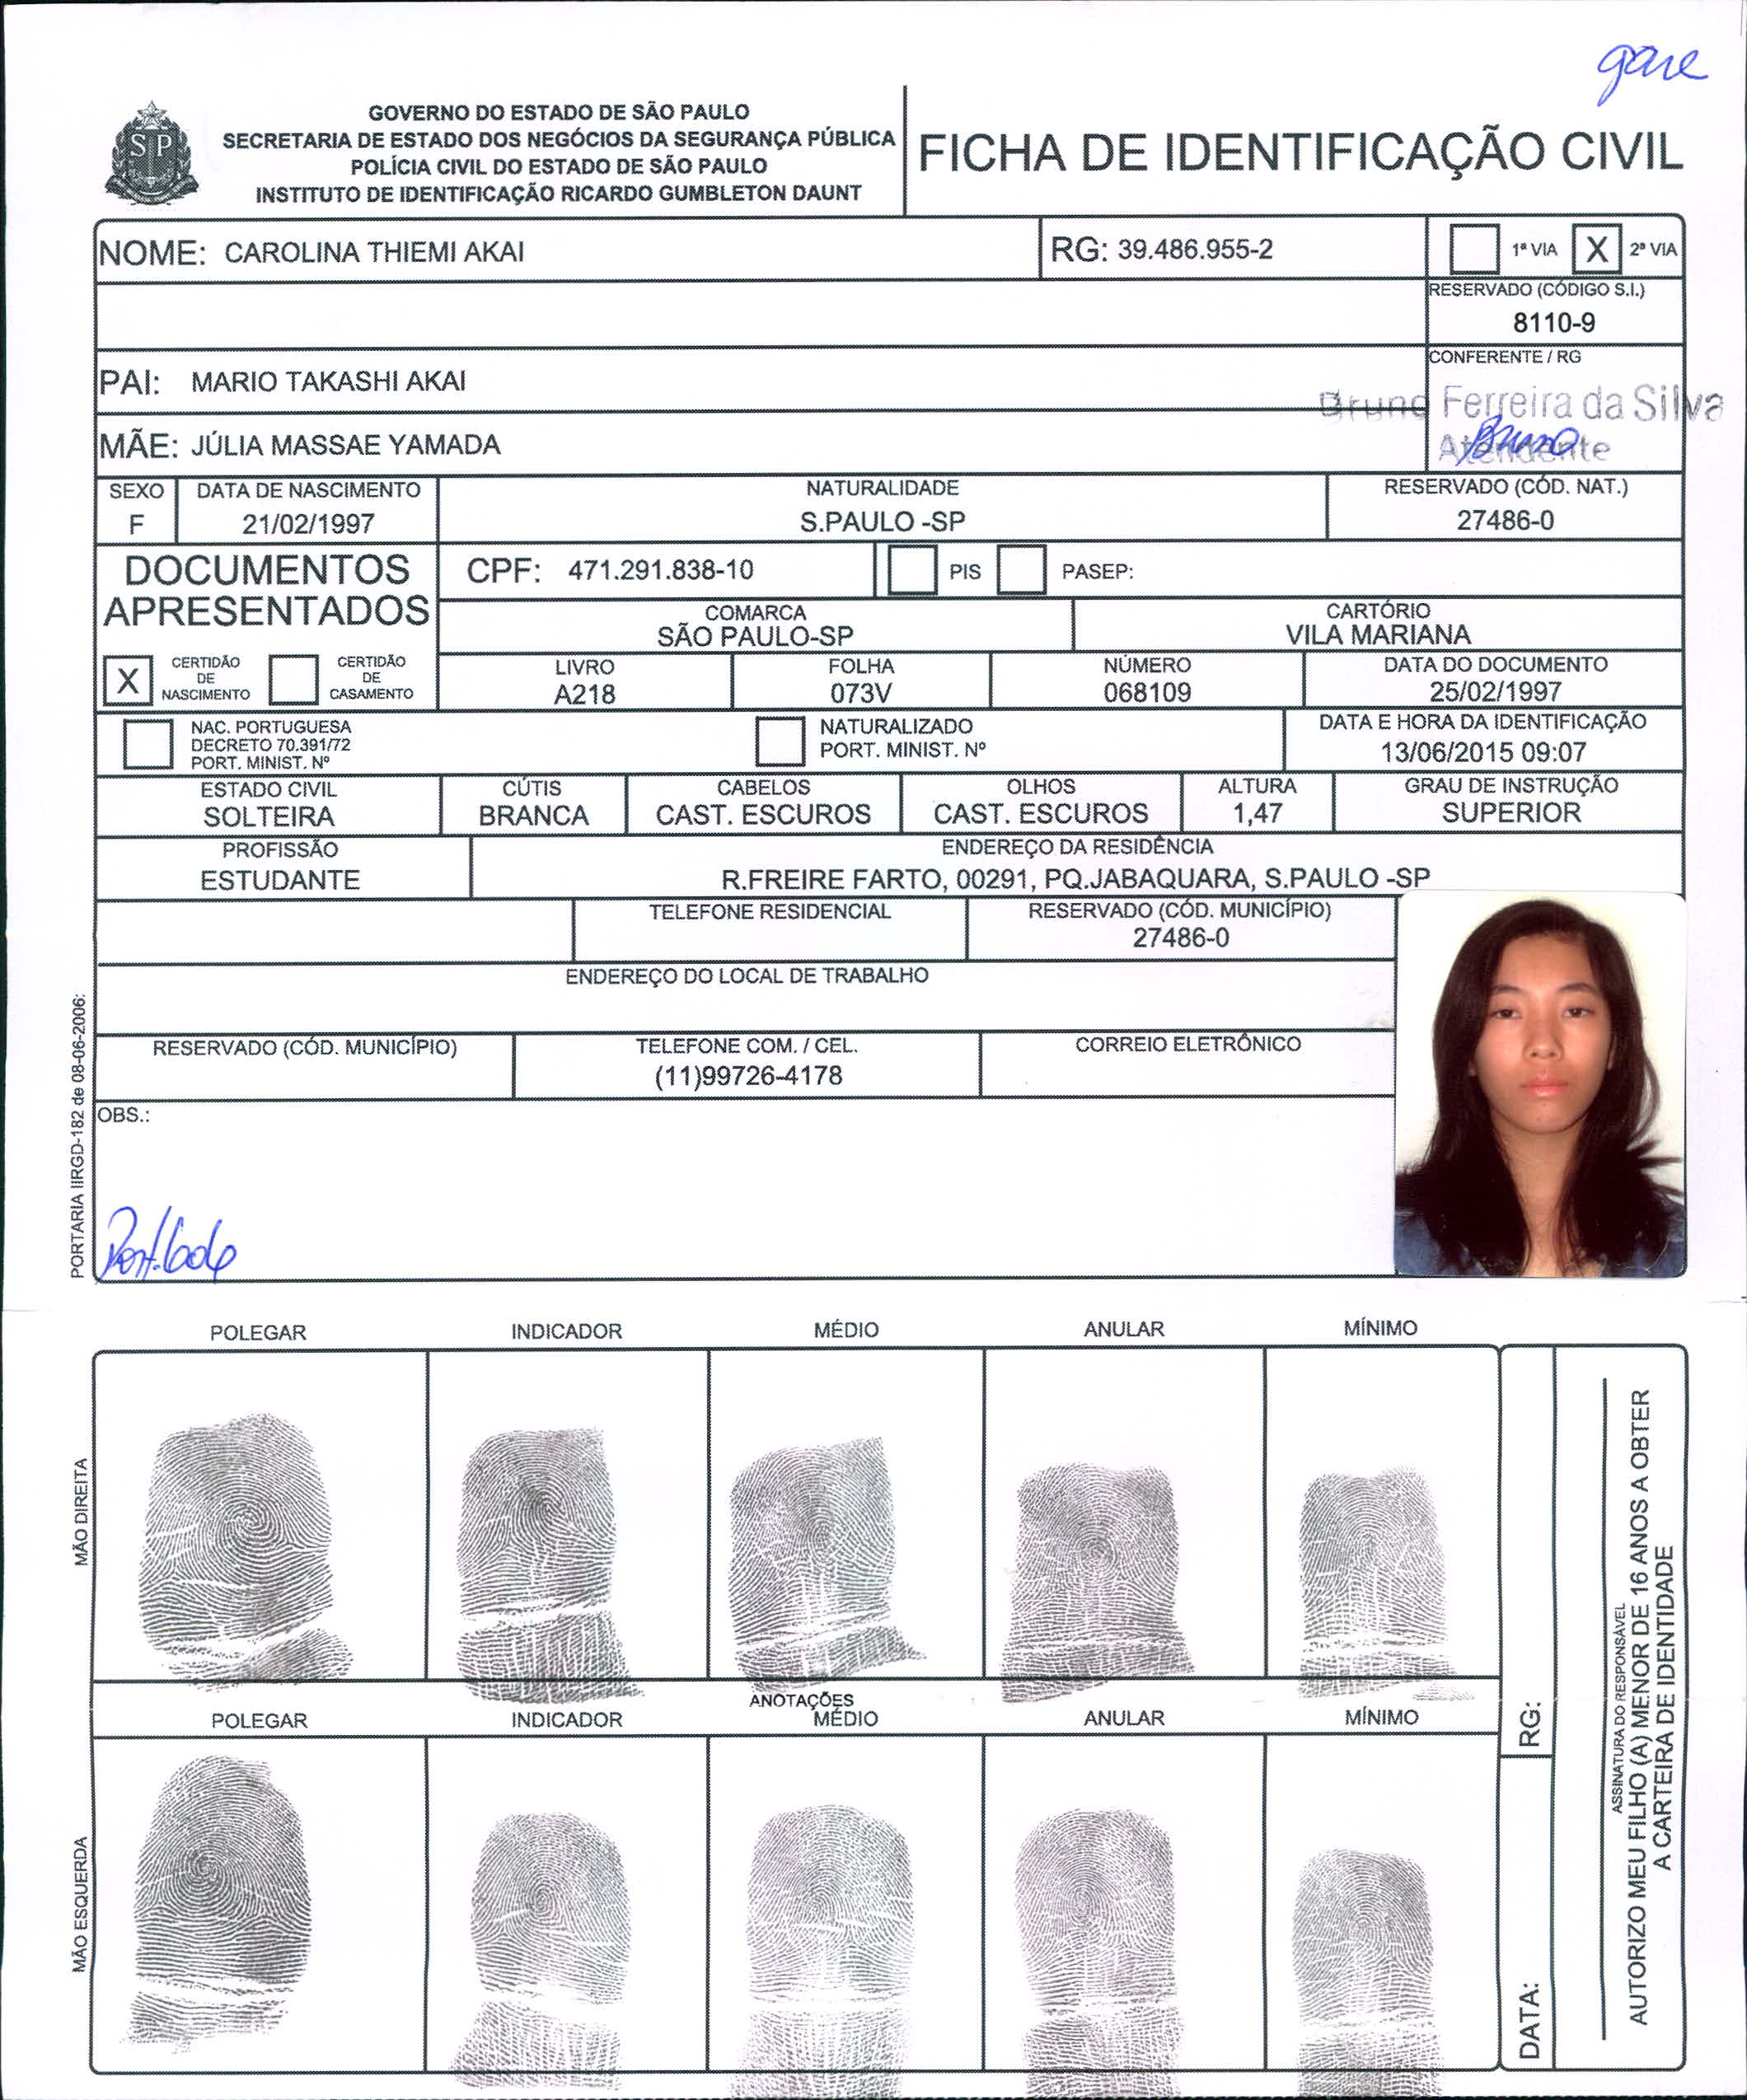 gare
GOVERNO DO ESTADO DE SÃO PAULO
SECRETARIA DE ESTADO DOS NEGÓCIOS DA SEGURANÇA PÚBLICA
POLÍCIA CIVIL DO ESTADO DE SÃO PAULO
INSTITUTO DE IDENTIFICAÇÃO RICARDO GUMBLETON DAUNT
SP
FICHA DE IDENTIFICAÇÃO CIVIL
NOME: CAROLINA THIEMI AKAI
RG: 39.486.955-2
1ª VIA X 2ª VIA
RESERVADO (CÓDIGO S.I.)
8110-9
PAI: MARIO TAKASHI AKAI
CONFERENTE / RG
Bruno Ferreira da Silva
Atendente
Bruno
MÃE: JÚLIA MASSAE YAMADA
SEXO
F
DATA DE NASCIMENTO
21/02/1997
NATURALIDADE
S.PAULO -SP
RESERVADO (CÓD. NAT.)
27486-0
DOCUMENTOS
APRESENTADOS
CPF: 471.291.838-10
PIS
PASEP:
COMARCA
SÃO PAULO-SP
CARTÓRIO
VILA MARIANA
X
CERTIDÃO
DE
NASCIMENTO
CERTIDÃO
DE
CASAMENTO
LIVRO
A218
FOLHA
073V
NÚMERO
068109
DATA DO DOCUMENTO
25/02/1997
NAC. PORTUGUESA
DECRETO 70.391/72
PORT. MINIST. Nº
NATURALIZADO
PORT. MINIST. Nº
DATA E HORA DA IDENTIFICAÇÃO
13/06/2015 09:07
ESTADO CIVIL
SOLTEIRA
CÚTIS
BRANCA
CABELOS
CAST. ESCUROS
OLHOS
CAST. ESCUROS
ALTURA
1,47
GRAU DE INSTRUÇÃO
SUPERIOR
PROFISSÃO
ESTUDANTE
ENDEREÇO DA RESIDÊNCIA
R.FREIRE FARTO, 00291, PQ.JABAQUARA, S.PAULO -SP
TELEFONE RESIDENCIAL
RESERVADO (CÓD. MUNICÍPIO)
27486-0
ENDEREÇO DO LOCAL DE TRABALHO
RESERVADO (CÓD. MUNICÍPIO)
TELEFONE COM. / CEL.
(11)99726-4178
CORREIO ELETRÔNICO
OBS.:
PORTARIA IIRGD-182 de 08-06-2006:
POLEGAR INDICADOR MÉDIO ANULAR MÍNIMO
MÃO DIREITA
ANOTAÇÕES
POLEGAR INDICADOR MÉDIO ANULAR MÍNIMO
MÃO ESQUERDA
RG:
DATA:
ASSINATURA DO RESPONSÁVEL
AUTORIZO MEU FILHO (A) MENOR DE 16 ANOS A OBTER
A CARTEIRA DE IDENTIDADE